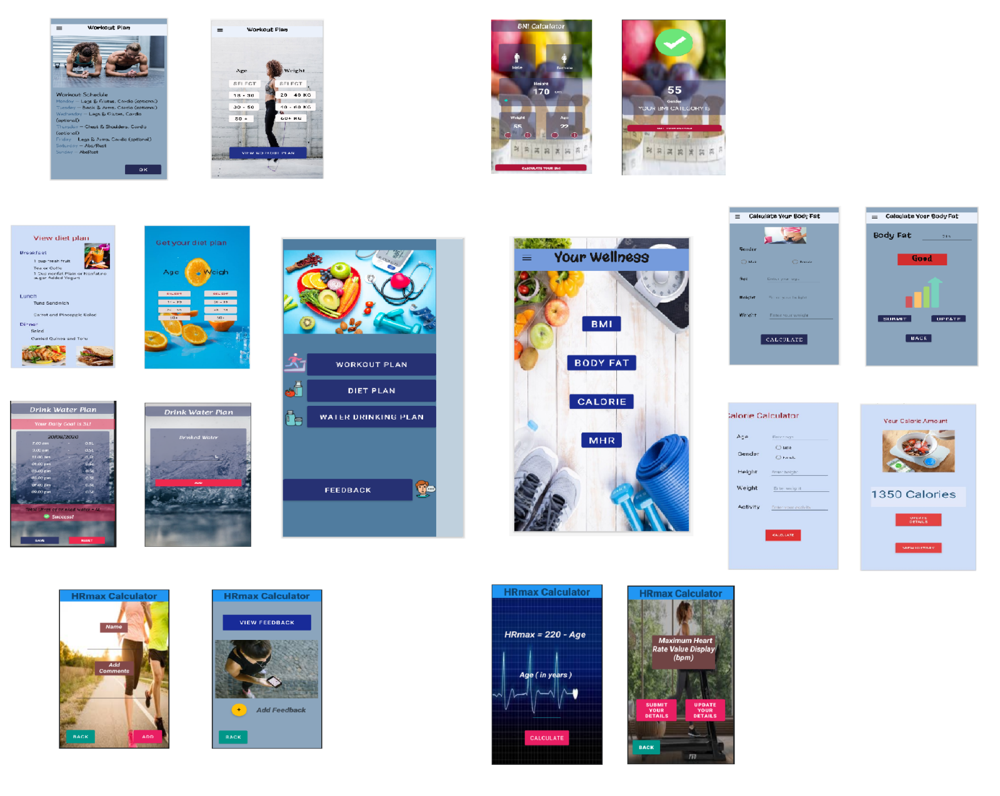 Workout Plan
Workout Schedule
Monday - Legs & Glutes, Cardio (optional)
Tuesday - Back & Arms, Cardio (optional)
Wednesday - Legs & Glutes, Cardio
(optional)
Thursday - Chest & Shoulders, Cardio
(optional)
Friday - Legs & Arms, Cardio (optional)
Saturday - Abs/Rest
Sunday - AbsRest
OK
Workout Plan
Age Weight
SELECT SELECT
18 - 30 20 - 40 KG
30 - 50 40 - 60 KG
50 + 60+ KG
VIEW WORKOUT PLAN
BMI Calculator
Male Female
Height
170 cm
Weight Age
55 22
CALCULATE YOUR BMI
55
Gender
YOUR BMI CATEGORY IS
View diet plan
Breakfast
1 cup fresh fruit
Tea or Coffe
1 Cup nonfat Plain or Nonfat no
sugar Added Yogurt
Lunch
Tuna Sandwich
Carrot and Pineapple Salad
Dinner
Salad
Curried Quinoa and Tofu
Get your diet plan
Age Weigh
SELECT SELECT
50+ 50+
WORKOUT PLAN
DIET PLAN
WATER DRINKING PLAN
FEEDBACK
Your Wellness
BMI
BODY FAT
CALORIE
MHR
Calculate Your Body Fat
Gender
Male Female
Enter your age
Height Enter your height
Weight Enter your weight
CALCULATE
Calculate Your Body Fat
Body Fat
Good
SUBMIT UPDATE
BACK
Drink Water Plan
Your Daily Goal is 3L!
20/08/2020
7.00 am - 0.5L
9.00 am - 0.5L
11.00 am - 0.5L
01.00 pm - 0.5L
03.00 pm - 0.5L
05.00 pm - 0.5L
07.00 pm - 0.5L
09.00 pm - 0.5L
Total litres of drinked water =
Success!
SAVE RESET
Drink Water Plan
Drinked Water
L
ADD
Calorie Calculator
Age Enter age
Gender Male
Female
Height Enter height
Weight Enter weight
Activity Enter your activity
CALCULATE
Your Calorie Amount
1350 Calories
UPDATE
DETAILS
VIEW HISTORY
HRmax Calculator
Name
Add
Comments
BACK ADD
HRmax Calculator
VIEW FEEDBACK
+ Add Feedback
BACK
HRmax Calculator
HRmax = 220 - Age
Age ( in years )
CALCULATE
HRmax Calculator
Maximum Heart
Rate Value Display
(bpm)
SUBMIT
YOUR
DETAILS
UPDATE
YOUR
DETAILS
BACK